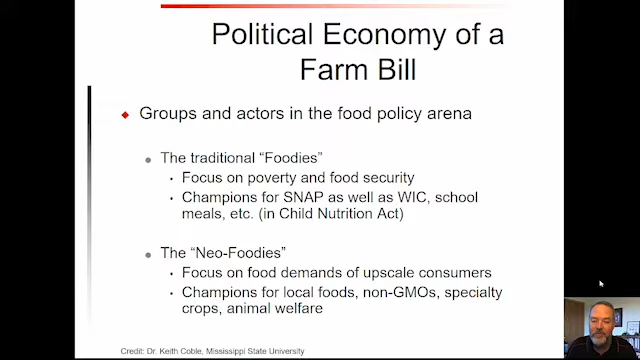 Political Economy of a
Farm Bill
Groups and actors in the food policy arena
The traditional “Foodies”
Focus on poverty and food security
Champions for SNAP as well as WIC, school
meals, etc. (in Child Nutrition Act)
The “Neo-Foodies”
Focus on food demands of upscale consumers
Champions for local foods, non-GMOs, specialty
crops, animal welfare
Credit: Dr. Keith Coble, Mississippi State University